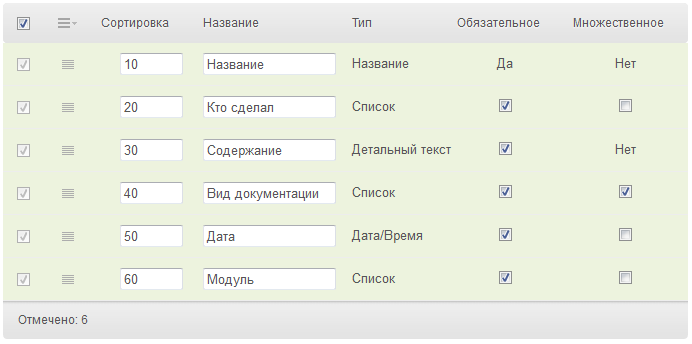 Сортировка Название Тип Обязательное Множественное
10 Название Название Да Нет
20 Кто сделал Список
30 Содержание Детальный текст Нет
40 Вид документации Список
50 Дата Дата/Время
60 Модуль Список
Отмечено: 6